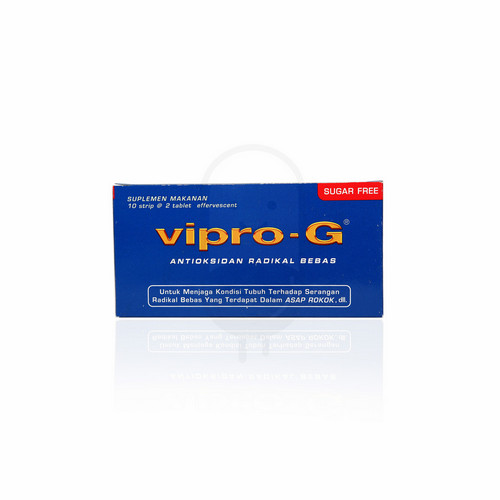 SUPLEMEN MAKANAN
10 strip @ 2 tablet effervescent
SUGAR FREE
vipro-G®
ANTIOKSIDAN RADIKAL BEBAS
Untuk Menjaga Kondisi Tubuh Terhadap Serangan
Radikal Bebas Yang Terdapat Dalam ASAP ROKOK, dll.